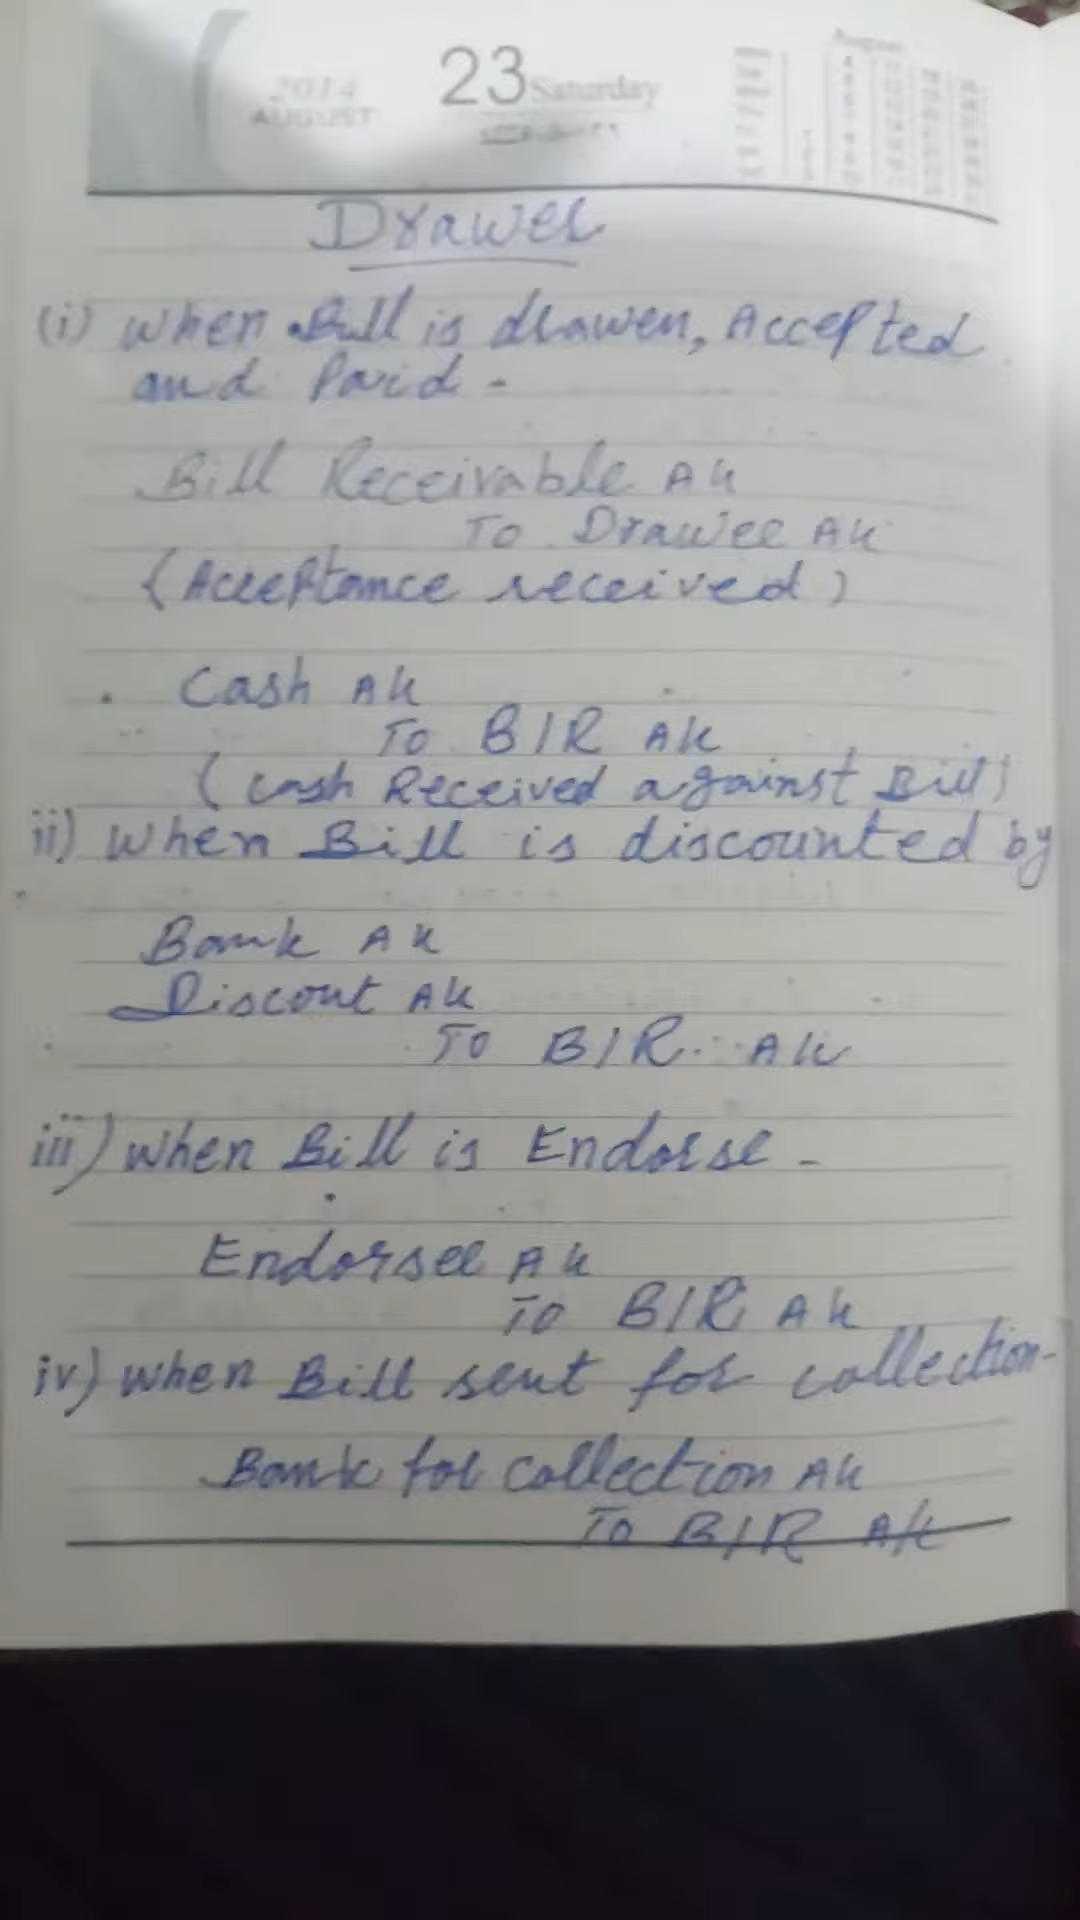 2014
AUGUST
23 Saturday
August
Drawer
(i) when Bill is drawen, Accepted
and Paid -
Bill Receivable A/c
To Drawee A/c
(Acceptance received)
Cash A/c
To B/R A/c
(Cash Received against Bill)
ii) when Bill is discounted by
Bank A/c
Discout A/c
To B/R A/c
iii) when Bill is Endorse -
Endorsee A/c
To B/R A/c
iv) when Bill sent for collection-
Bank for collection A/c
To B/R A/c